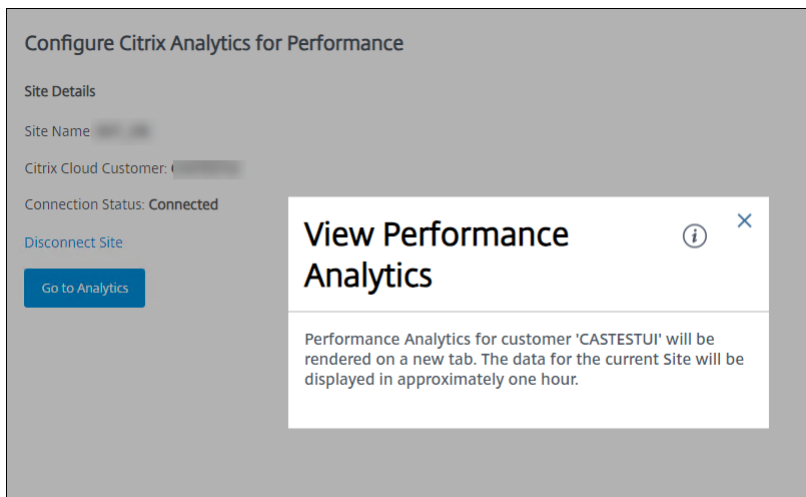 Configure Citrix Analytics for Performance
Site Details
Site Name
Citrix Cloud Customer:
Connection Status: Connected
Disconnect Site
Go to Analytics
View Performance
Analytics
Performance Analytics for customer 'CASTESTUI' will be
rendered on a new tab. The data for the current Site will be
displayed in approximately one hour.